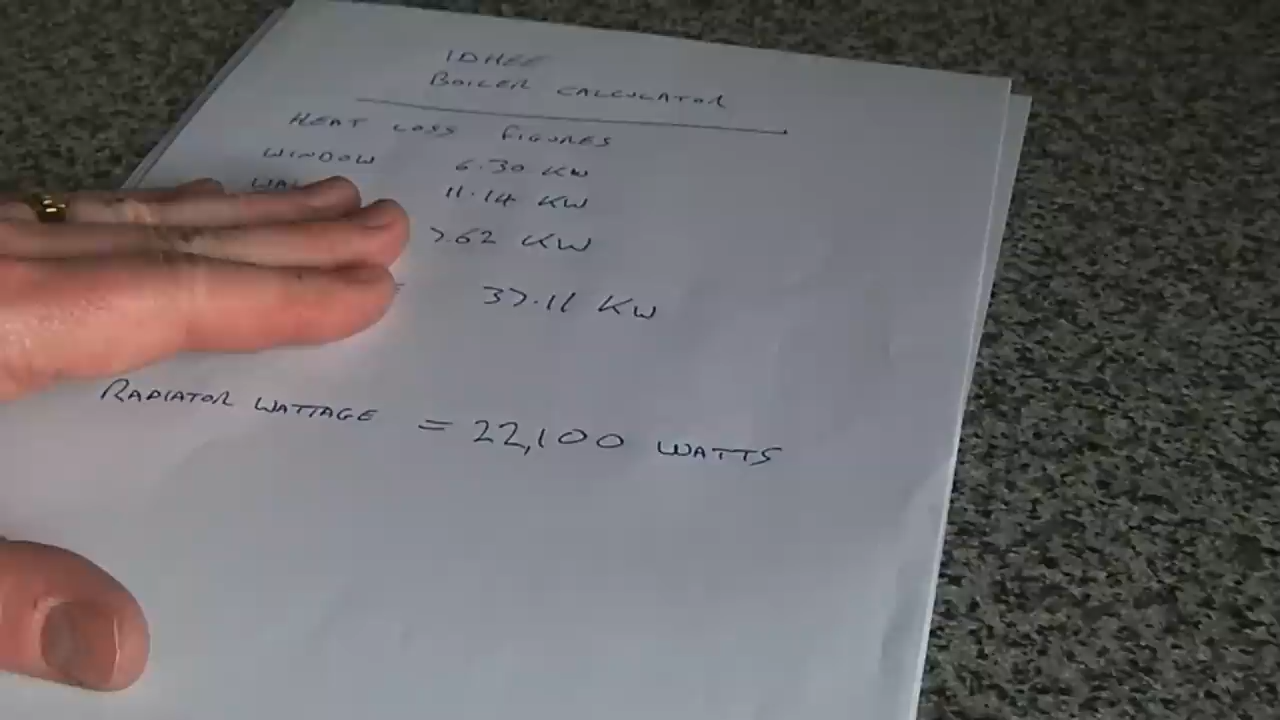 IDHEE
BOILER CALCULATOR
HEAT LOSS FIGURES
WINDOW 6.30 KW
11.14 KW
7.62 KW
37.11 KW
RADIATOR WATTAGE = 22,100 WATTS